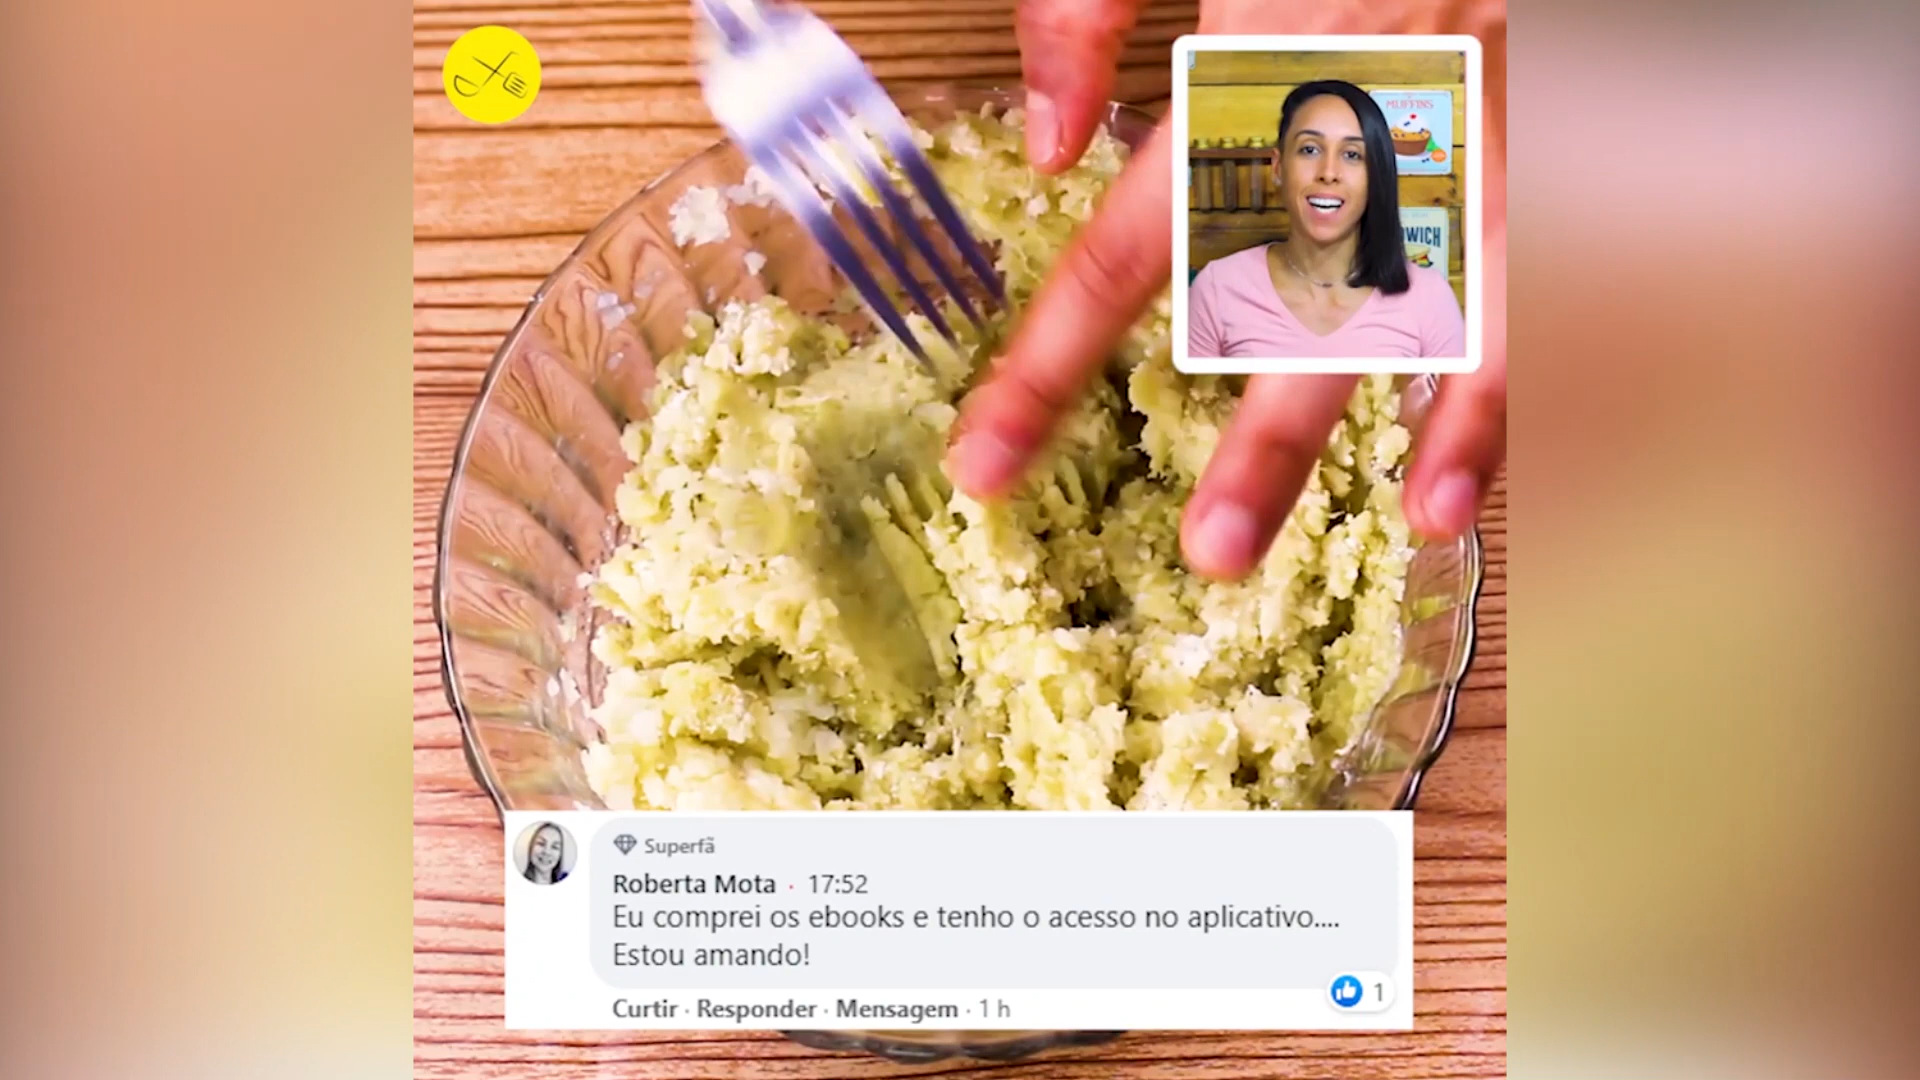 MUFFINS
WICH
Superfã
Roberta Mota · 17:52
Eu comprei os ebooks e tenho o acesso no aplicativo....
Estou amando!
1
Curtir · Responder · Mensagem · 1 h